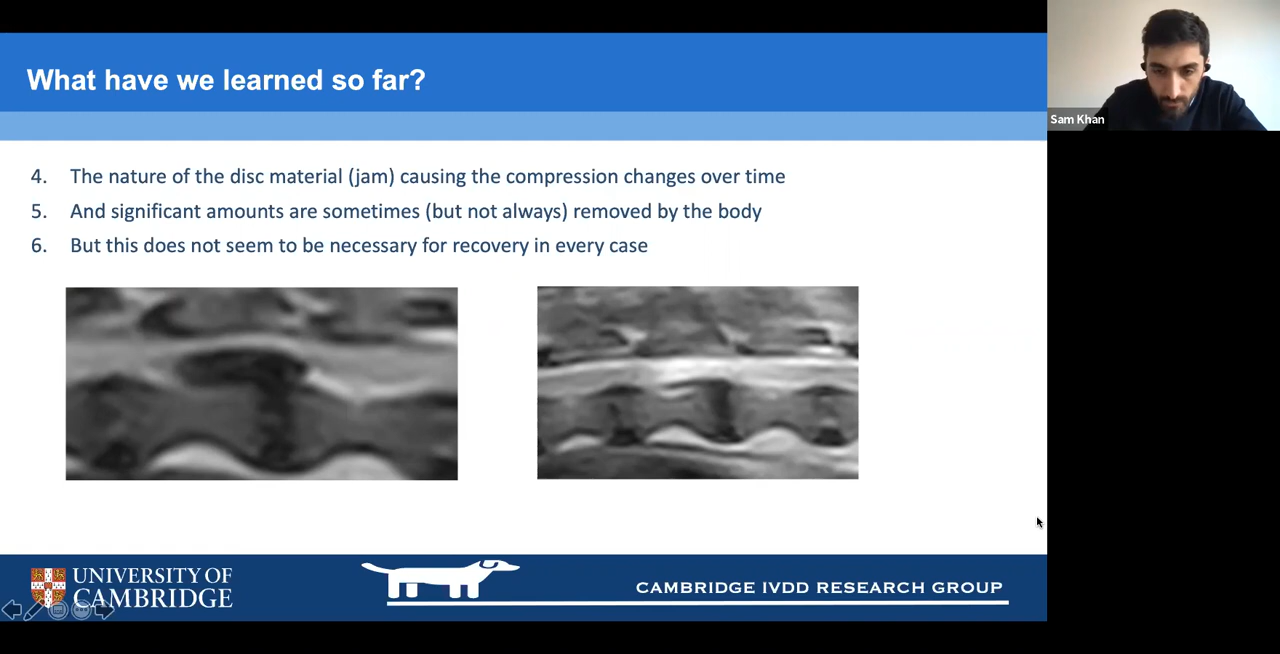 What have we learned so far?
Sam Khan
4. The nature of the disc material (jam) causing the compression changes over time
5. And significant amounts are sometimes (but not always) removed by the body
6. But this does not seem to be necessary for recovery in every case
UNIVERSITY OF
CAMBRIDGE
CAMBRIDGE IVDD RESEARCH GROUP